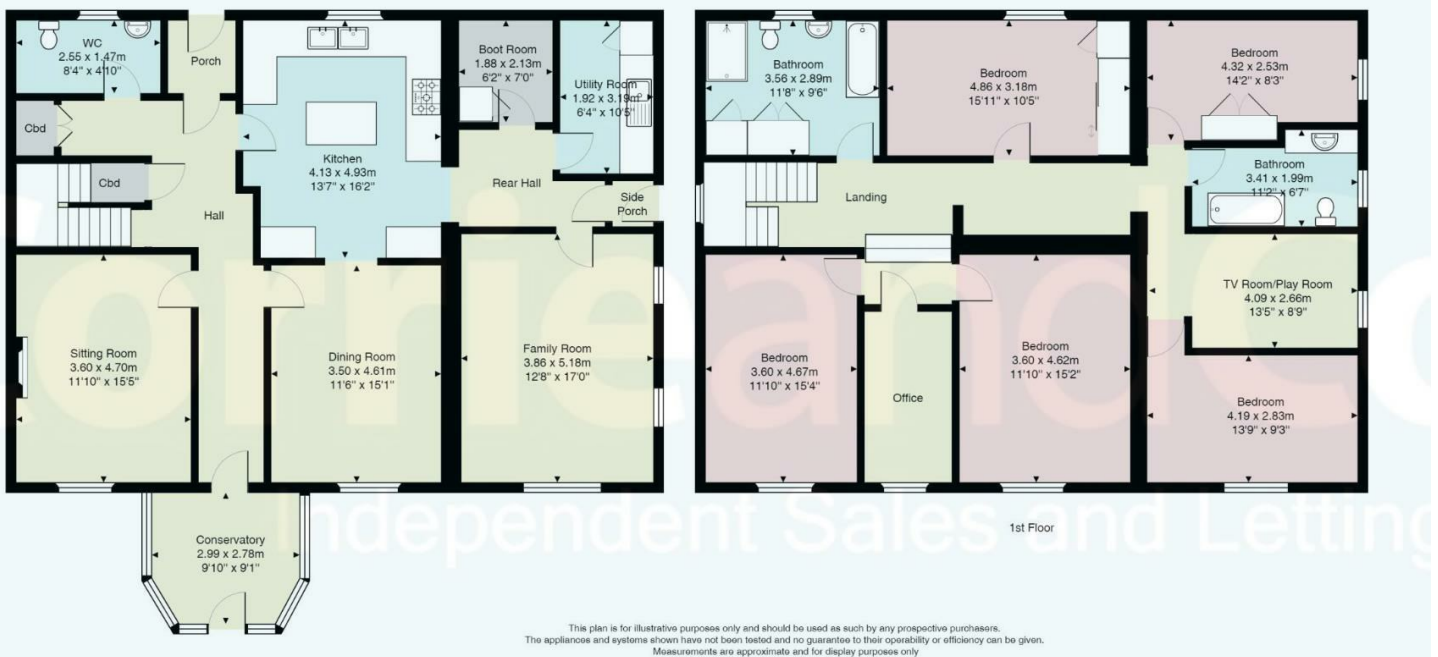 WC
2.55 x 1.47m
8'4" x 4'10"
Porch
Cbd
Cbd
Hall
Kitchen
4.13 x 4.93m
13'7" x 16'2"
Boot Room
1.88 x 2.13m
6'2" x 7'0"
Utility Room
1.92 x 3.19m
6'4" x 10'5"
Rear Hall
Side
Porch
Sitting Room
3.60 x 4.70m
11'10" x 15'5"
Dining Room
3.50 x 4.61m
11'6" x 15'1"
Family Room
3.86 x 5.18m
12'8" x 17'0"
Conservatory
2.99 x 2.78m
9'10" x 9'1"
Bathroom
3.56 x 2.89m
11'8" x 9'6"
Bedroom
4.86 x 3.18m
15'11" x 10'5"
Bedroom
4.32 x 2.53m
14'2" x 8'3"
Bathroom
3.41 x 1.99m
11'2" x 6'7"
Landing
TV Room/Play Room
4.09 x 2.66m
13'5" x 8'9"
Bedroom
3.60 x 4.67m
11'10" x 15'4"
Office
Bedroom
3.60 x 4.62m
11'10" x 15'2"
Bedroom
4.19 x 2.83m
13'9" x 9'3"
1st Floor
orrieandCo
Independent Sales and Letting
This plan is for illustrative purposes only and should be used as such by any prospective purchasers.
The appliances and systems shown have not been tested and no guarantee to their operability or efficiency can be given.
Measurements are approximate and for display purposes only